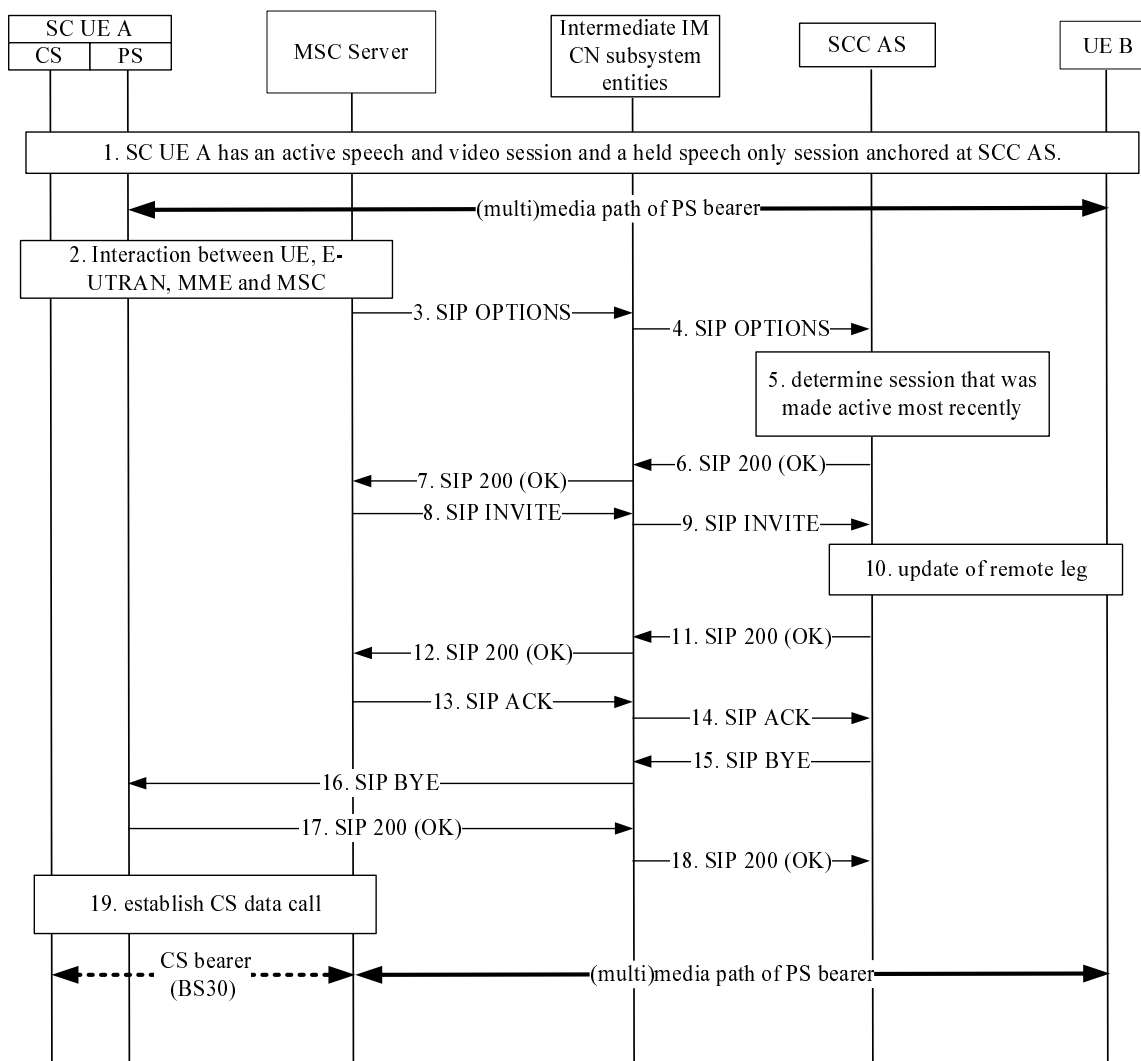 SC UE A
CS
PS
MSC Server
Intermediate IM
CN subsystem
entities
SCC AS
UE B
1. SC UE A has an active speech and video session and a held speech only session anchored at SCC AS.
(multi)media path of PS bearer
2. Interaction between UE, E-
UTRAN, MME and MSC
3. SIP OPTIONS
4. SIP OPTIONS
5. determine session that was
made active most recently
6. SIP 200 (OK)
7. SIP 200 (OK)
8. SIP INVITE
9. SIP INVITE
10. update of remote leg
11. SIP 200 (OK)
12. SIP 200 (OK)
13. SIP ACK
14. SIP ACK
15. SIP BYE
16. SIP BYE
17. SIP 200 (OK)
18. SIP 200 (OK)
19. establish CS data call
CS bearer
(BS30)
(multi)media path of PS bearer